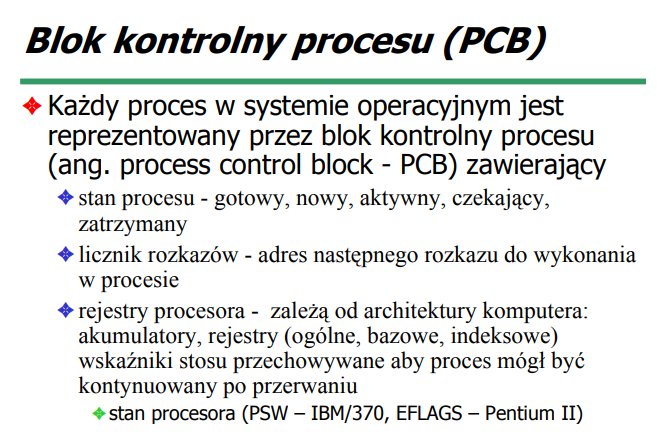 Blok kontrolny procesu (PCB)
Każdy proces w systemie operacyjnym jest
reprezentowany przez blok kontrolny procesu
(ang. process control block - PCB) zawierający
stan procesu - gotowy, nowy, aktywny, czekający,
zatrzymany
licznik rozkazów - adres następnego rozkazu do wykonania
w procesie
rejestry procesora - zależą od architektury komputera:
akumulatory, rejestry (ogólne, bazowe, indeksowe)
wskaźniki stosu przechowywane aby proces mógł być
kontynuowany po przerwaniu
stan procesora (PSW – IBM/370, EFLAGS – Pentium II)